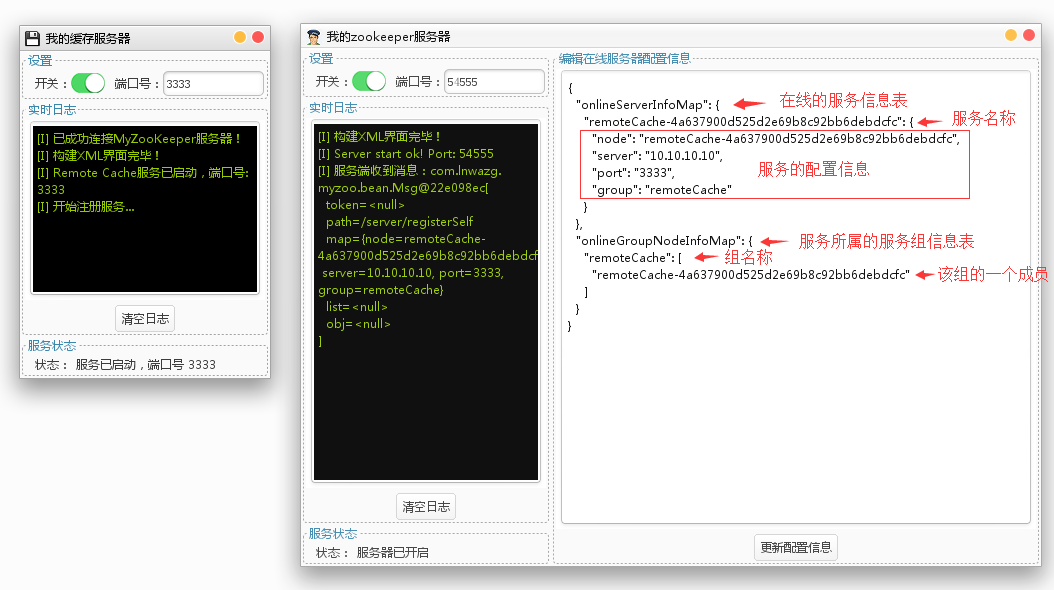 我的缓存服务器
设置
开关： 端口号： 3333
实时日志
[I] 已成功连接MyZooKeeper服务器！
[I] 构建XML界面完毕！
[I] Remote Cache服务已启动，端口号:
3333
[I] 开始注册服务...
清空日志
服务状态
状态： 服务已启动，端口号 3333
我的zookeeper服务器
设置
开关： 端口号： 54555
实时日志
[I] 构建XML界面完毕！
[I] Server start ok! Port: 54555
[I] 服务端收到消息：com.lnwazg.
myzoo.bean.Msg@22e098ec[
token=<null>
path=/server/registerSelf
map={node=remoteCache-
4a637900d525d2e69b8c92bb6debdcf
server=10.10.10.10, port=3333,
group=remoteCache}
list=<null>
obj=<null>
]
清空日志
服务状态
状态： 服务器已开启
编辑在线服务器配置信息
{
"onlineServerInfoMap": { 在线的服务信息表
"remoteCache-4a637900d525d2e69b8c92bb6debdcfc": { 服务名称
"node": "remoteCache-4a637900d525d2e69b8c92bb6debdcfc",
"server": "10.10.10.10",
"port": "3333", 服务的配置信息
"group": "remoteCache"
}
},
"onlineGroupNodeInfoMap": { 服务所属的服务组信息表
"remoteCache": [ 组名称
"remoteCache-4a637900d525d2e69b8c92bb6debdcfc" 该组的一个成员
]
}
}
更新配置信息